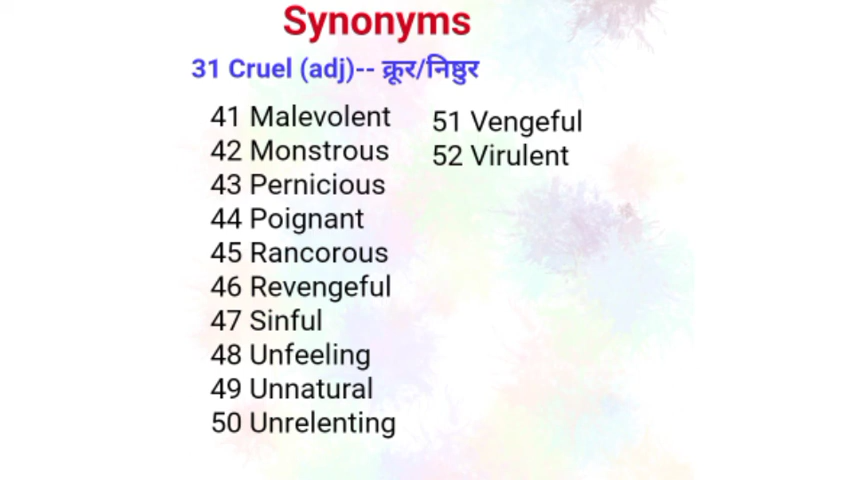 Synonyms
31 Cruel (adj)-- क्रूर/निष्ठुर
41 Malevolent
42 Monstrous
43 Pernicious
44 Poignant
45 Rancorous
46 Revengeful
47 Sinful
48 Unfeeling
49 Unnatural
50 Unrelenting
51 Vengeful
52 Virulent